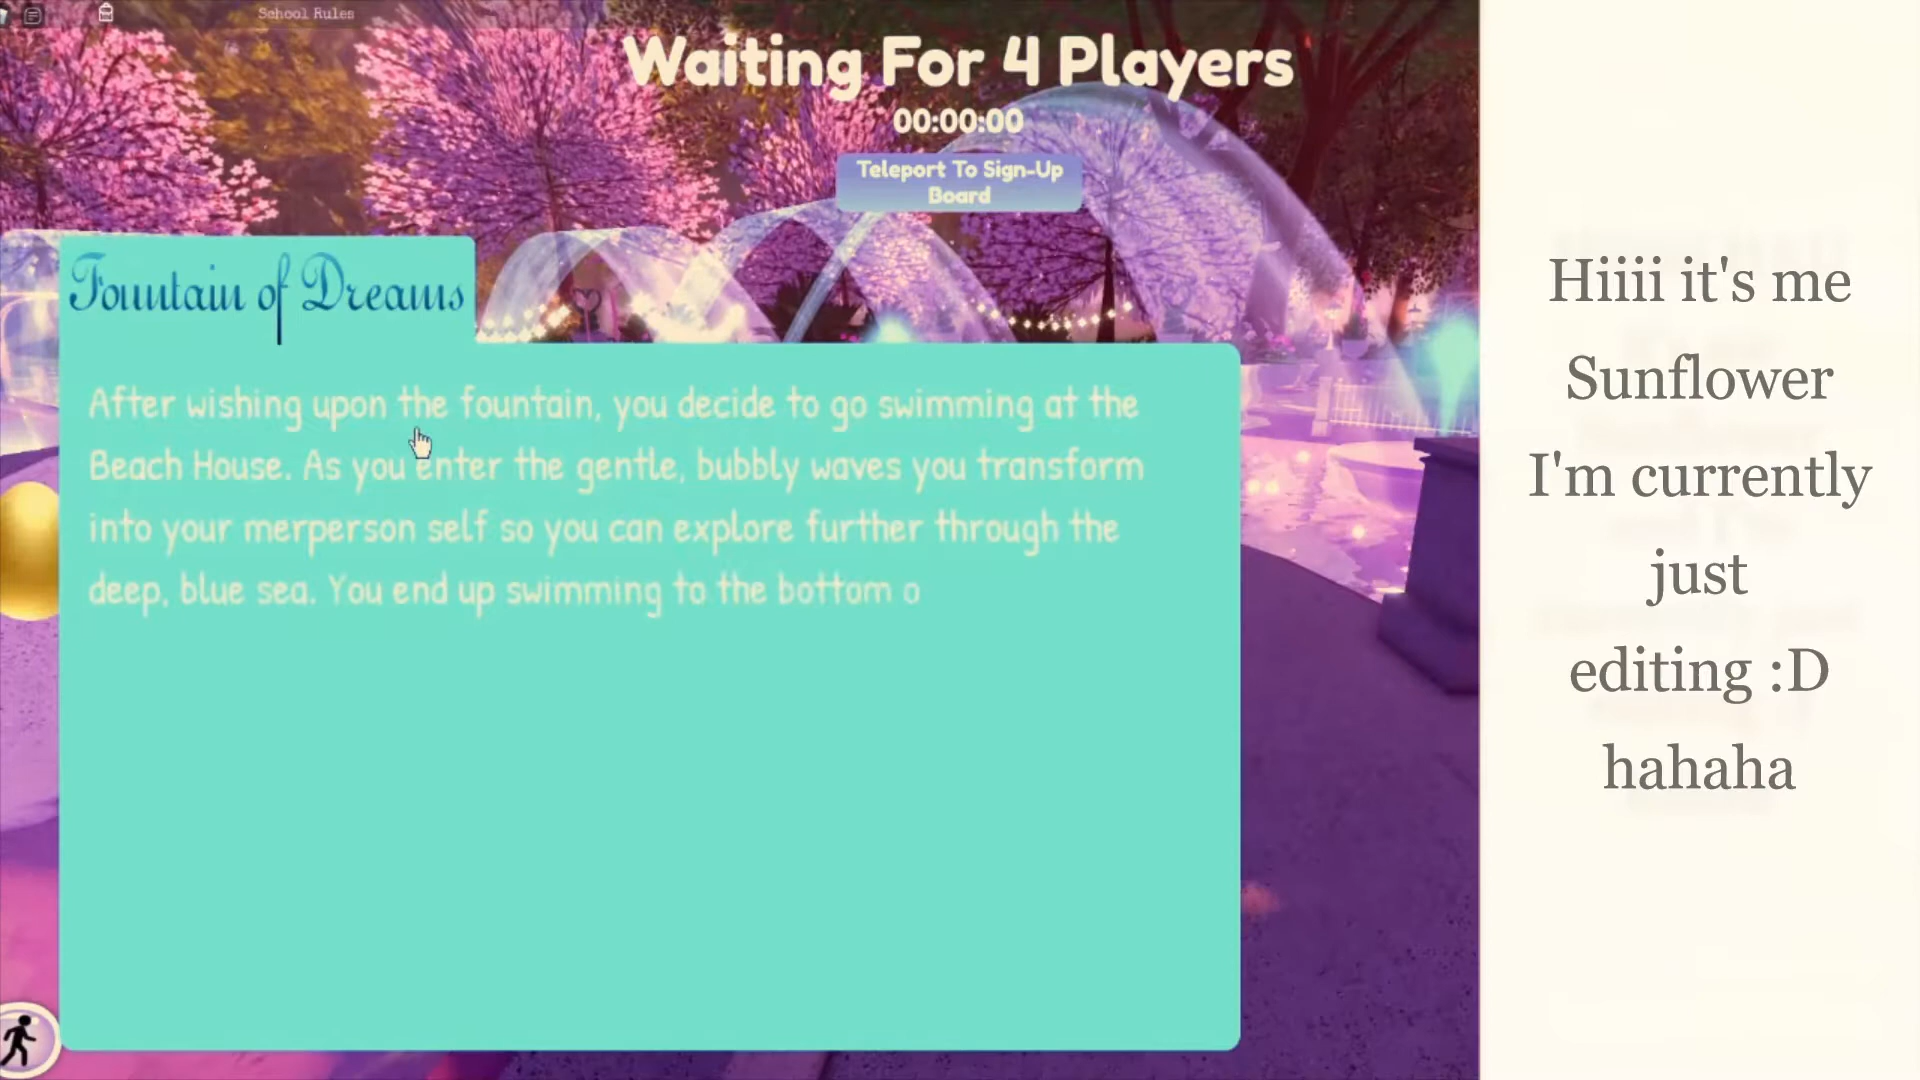 School Rules
Waiting For 4 Players
00:00:00
Teleport To Sign-Up
Board
Fountain of Dreams
After wishing upon the fountain, you decide to go swimming at the
Beach House. As you enter the gentle, bubbly waves you transform
into your merperson self so you can explore further through the
deep, blue sea. You end up swimming to the bottom o
Hiiii it's me
Sunflower
I'm currently
just
editing :D
hahaha